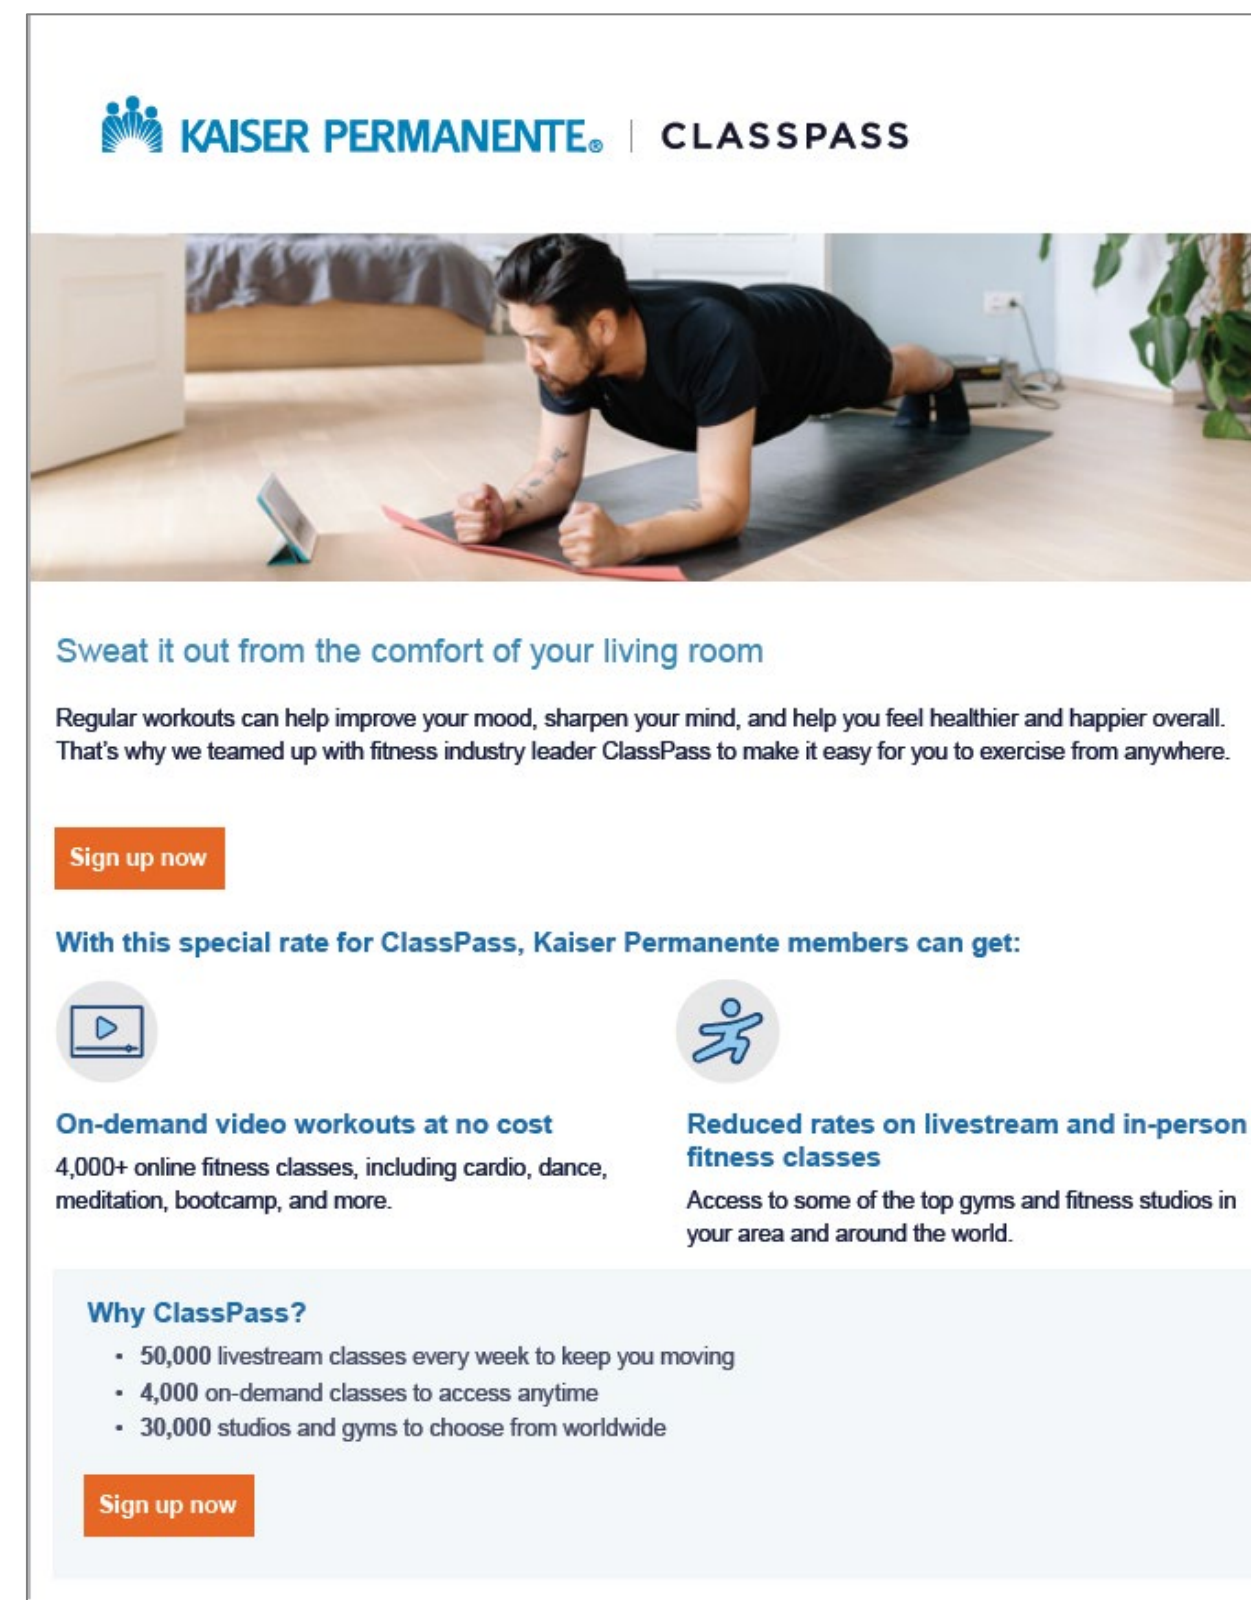 KAISER PERMANENTE® | CLASSPASS
Sweat it out from the comfort of your living room
Regular workouts can help improve your mood, sharpen your mind, and help you feel healthier and happier overall.
That's why we teamed up with fitness industry leader ClassPass to make it easy for you to exercise from anywhere.
Sign up now
With this special rate for ClassPass, Kaiser Permanente members can get:
On-demand video workouts at no cost
4,000+ online fitness classes, including cardio, dance,
meditation, bootcamp, and more.
Reduced rates on livestream and in-person
fitness classes
Access to some of the top gyms and fitness studios in
your area and around the world.
Why ClassPass?
• 50,000 livestream classes every week to keep you moving
• 4,000 on-demand classes to access anytime
• 30,000 studios and gyms to choose from worldwide
Sign up now